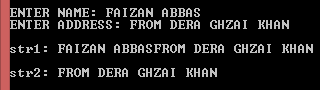 ENTER NAME: FAIZAN ABBAS
ENTER ADDRESS: FROM DERA GHZAI KHAN
str1: FAIZAN ABBASFROM DERA GHZAI KHAN
str2: FROM DERA GHZAI KHAN